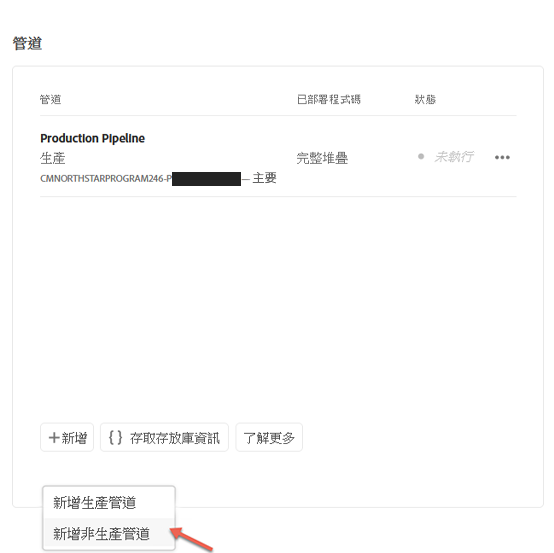 管道
管道 已部署程式碼 狀態
Production Pipeline
生產 完整堆疊 未執行
CMNORTHSTARPROGRAM246-P — 主要
新增 存取存放庫資訊 了解更多
新增生產管道
新增非生產管道